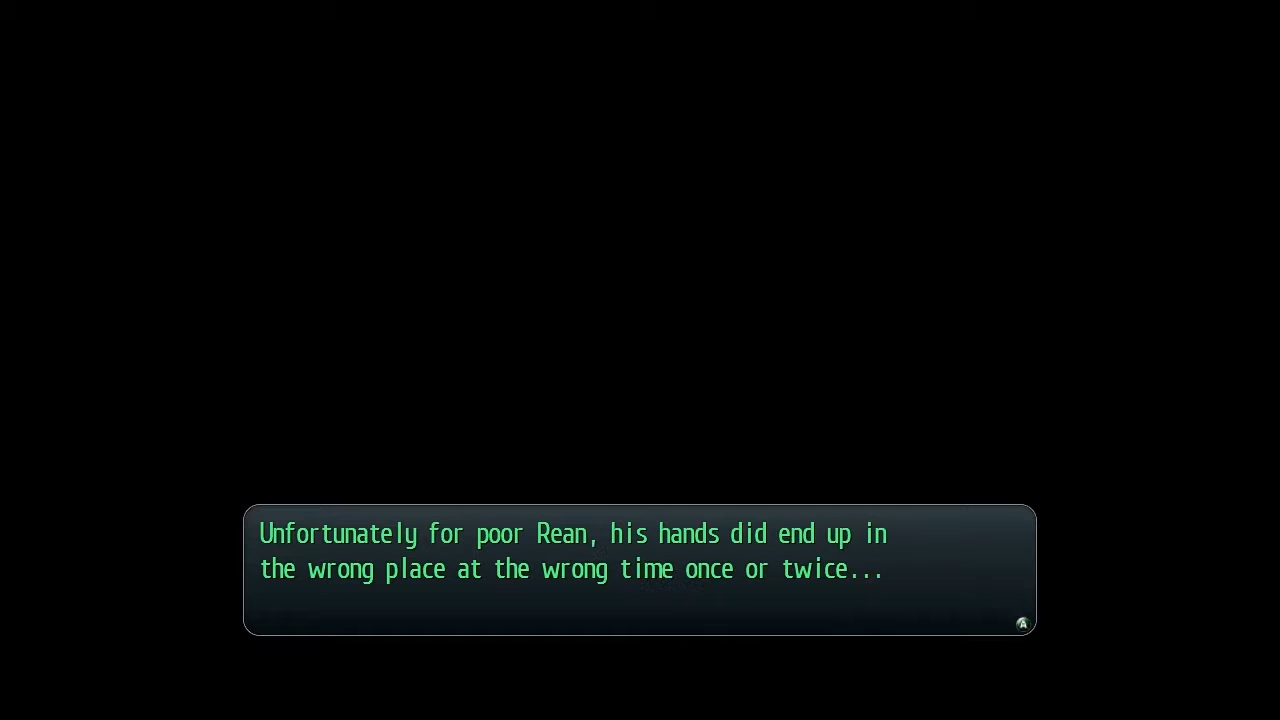 Unfortunately for poor Rean, his hands did end up in
the wrong place at the wrong time once or twice...
A